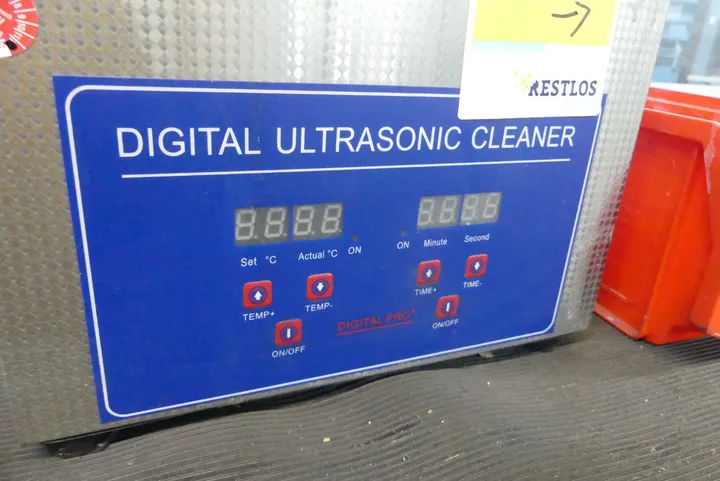 RESTLOS
DIGITAL ULTRASONIC CLEANER
Set °C
Actual °C
ON
ON
Minute
Second
TEMP+
TEMP-
TIME+
TIME-
ON/OFF
DIGITAL PRO+
ON/OFF